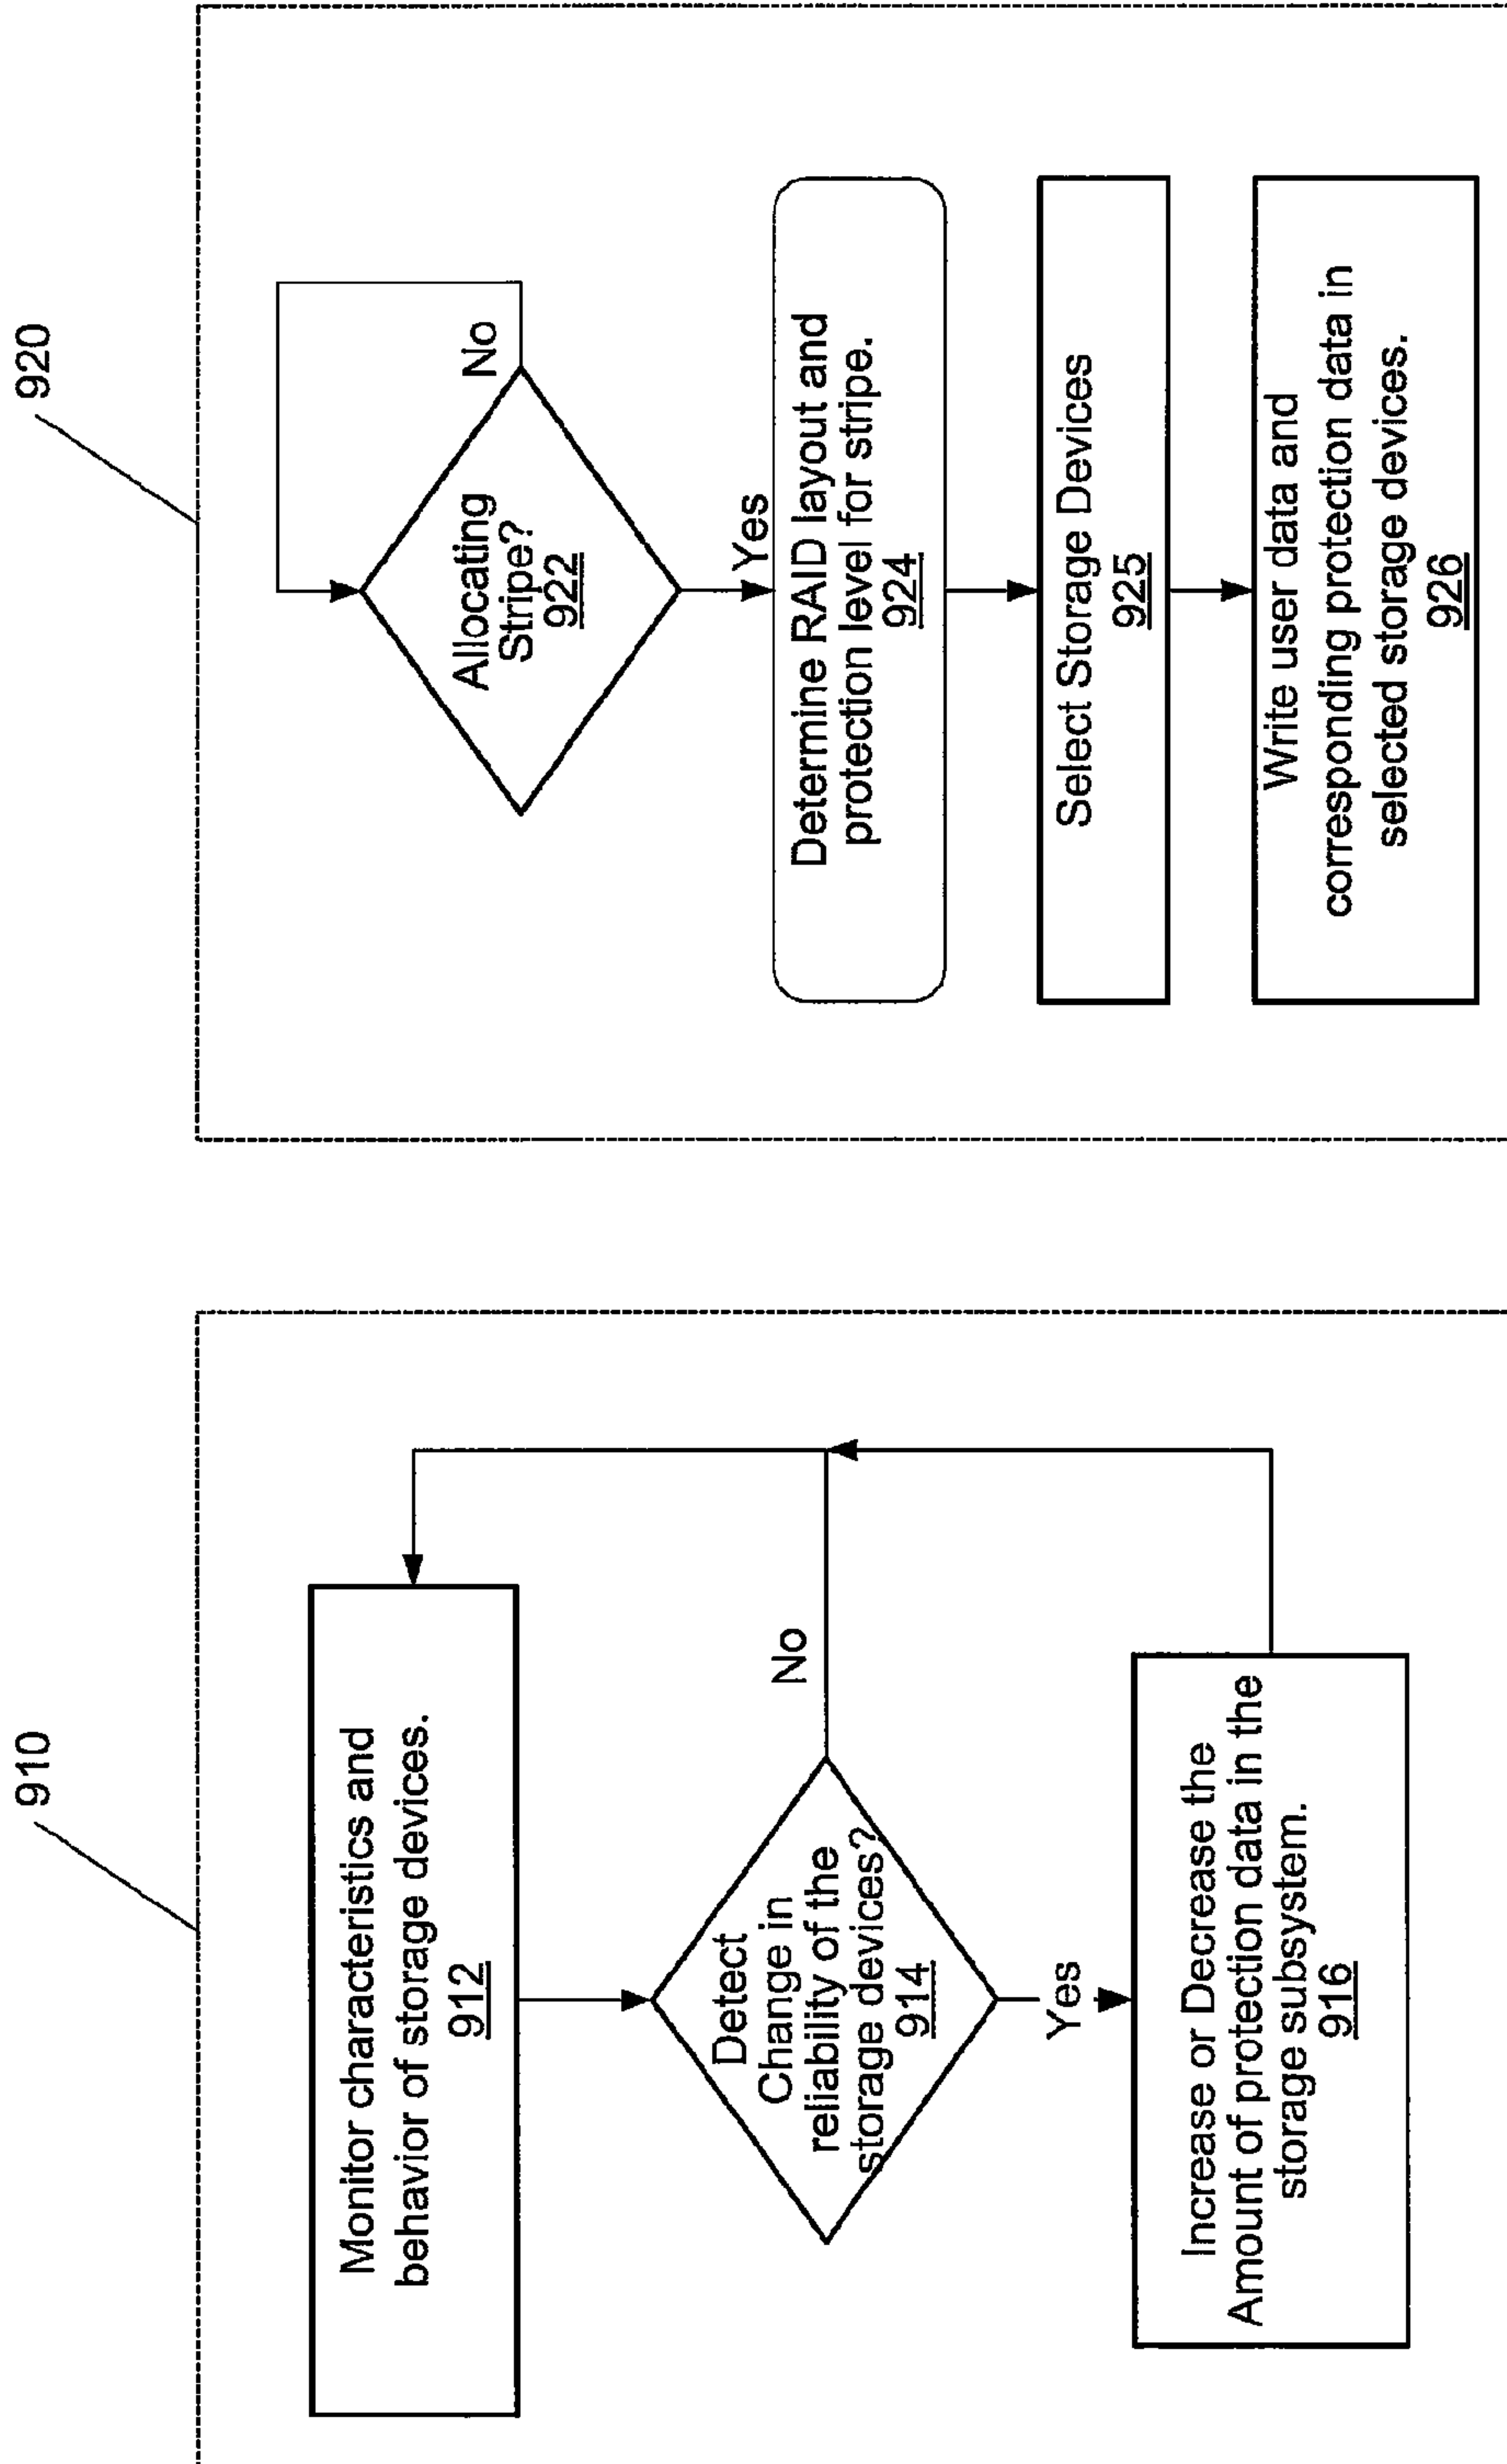 910
Monitor characteristics and
behavior of storage devices.
912
Detect
Change in
reliability of the
storage devices?
914
No
Yes
Increase or Decrease the
Amount of protection data in the
storage subsystem.
916
920
Allocating
Stripe?
922
No
Yes
Determine RAID layout and
protection level for stripe.
924
Select Storage Devices
925
Write user data and
corresponding protection data in
selected storage devices.
926